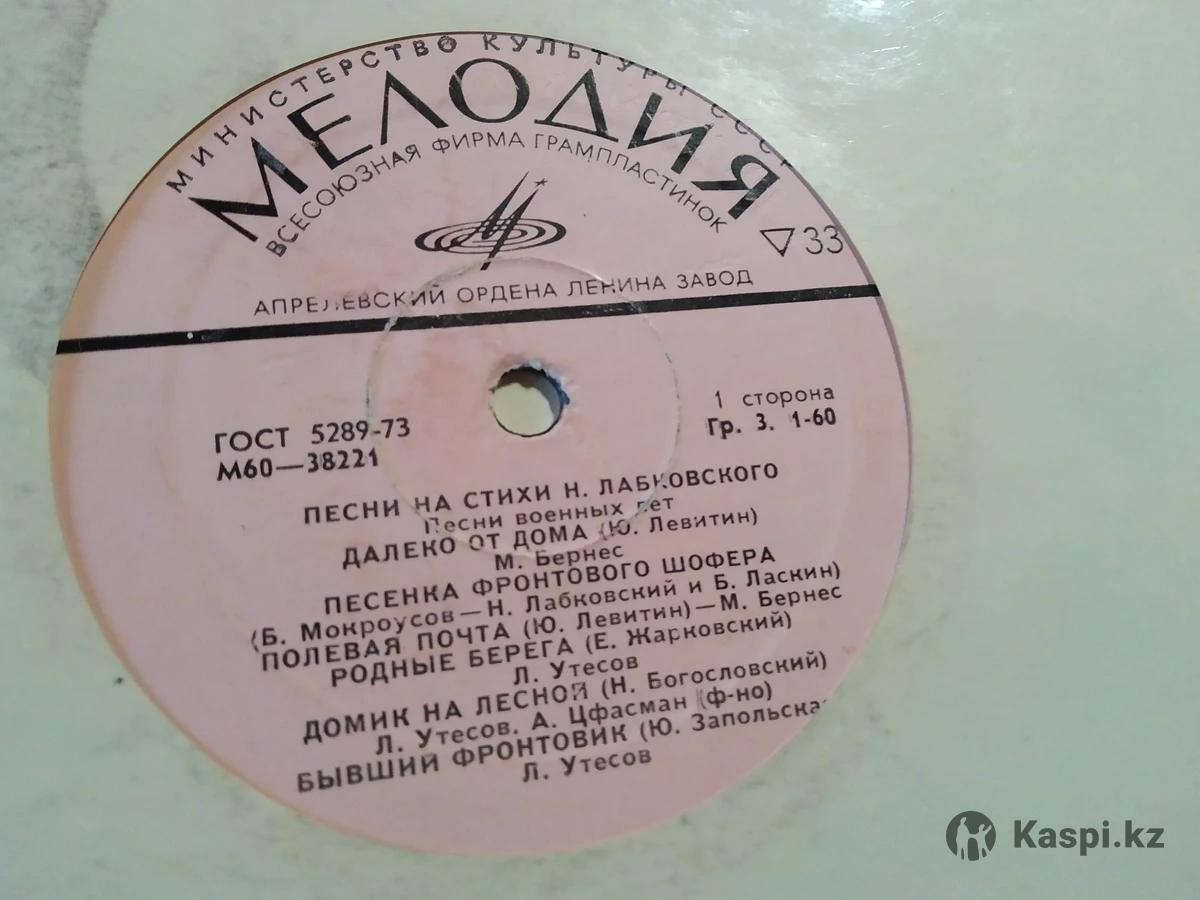 МИНИСТЕРСТВО КУЛЬТУРЫ СССР
МЕЛОДИЯ
ВСЕСОЮЗНАЯ ФИРМА ГРАМПЛАСТИНОК
33
АПРЕЛЕВСКИЙ ОРДЕНА ЛЕНИНА ЗАВОД
ГОСТ 5289-73
М60—38221
1 сторона
Гр. 3. 1-60
ПЕСНИ НА СТИХИ Н. ЛАБКОВСКОГО
Песни военных лет
ДАЛЕКО ОТ ДОМА (Ю. Левитин)
М. Бернес
ПЕСЕНКА ФРОНТОВОГО ШОФЕРА
(Б. Мокроусов—Н. Лабковский и Б. Ласкин)
ПОЛЕВАЯ ПОЧТА (Ю. Левитин)—М. Бернес
РОДНЫЕ БЕРЕГА (Е. Жарковский)
Л. Утесов
ДОМИК НА ЛЕСНОЙ (Н. Богословский)
Л. Утесов. А. Цфасман (ф-но)
БЫВШИЙ ФРОНТОВИК (Ю. Запольска
Л. Утесов
Kaspi.kz